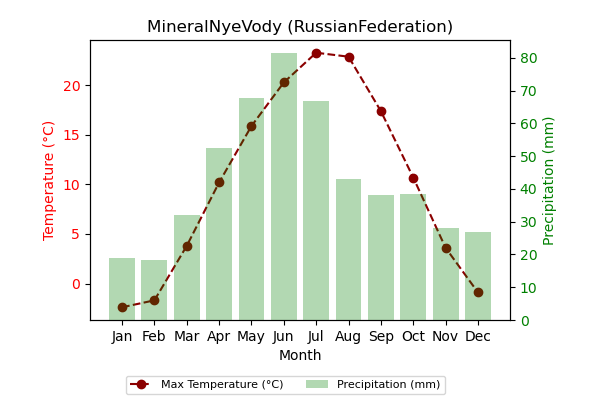 MineralNyeVody (RussianFederation)
Temperature (°C)
20
15
10
5
0
80
70
60
50
40
30
20
10
0
Precipitation (mm)
Jan Feb Mar Apr May Jun Jul Aug Sep Oct Nov Dec
Month
Max Temperature (°C) Precipitation (mm)